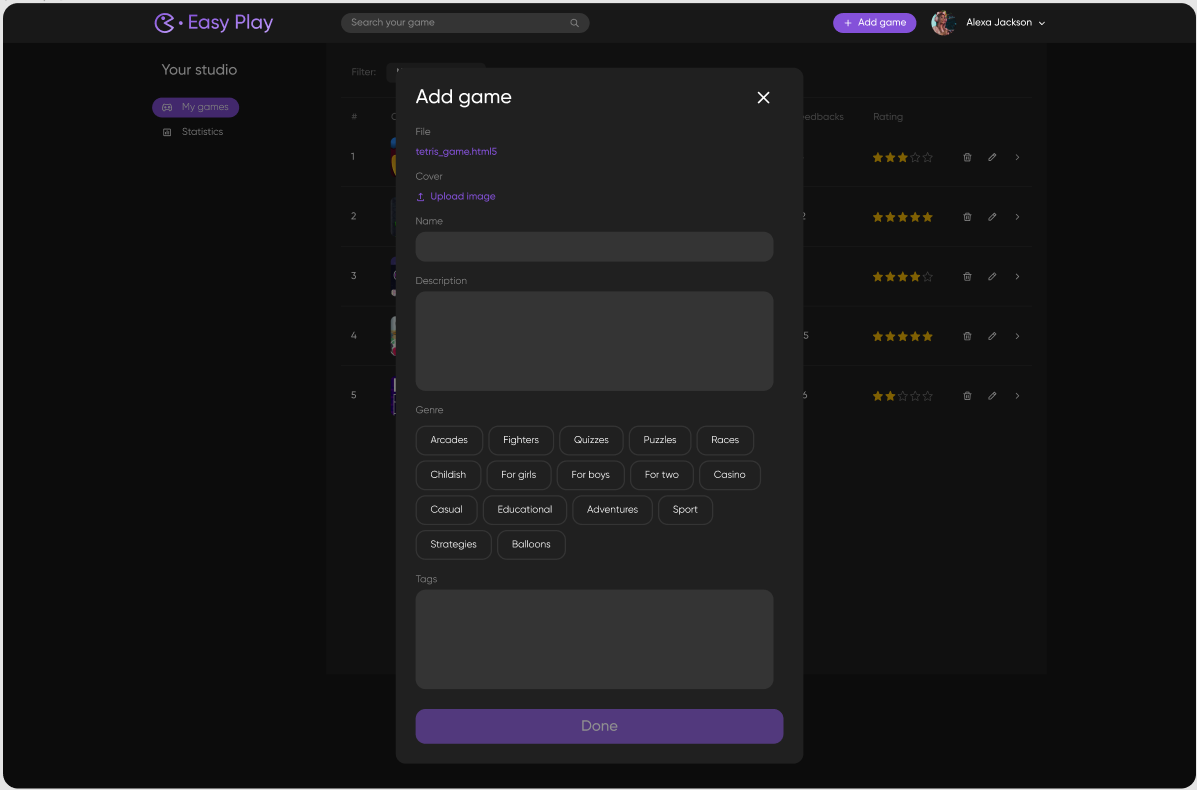 Easy Play
Search your game
+ Add game
Alexa Jackson
Your studio
My games
Statistics
Filter:
#
Rating
1
2
3
4
5
Add game
File
tetris_game.html5
Cover
Upload image
Name
Description
Genre
Arcades Fighters Quizzes Puzzles Races
Childish For girls For boys For two Casino
Casual Educational Adventures Sport
Strategies Balloons
Tags
Done